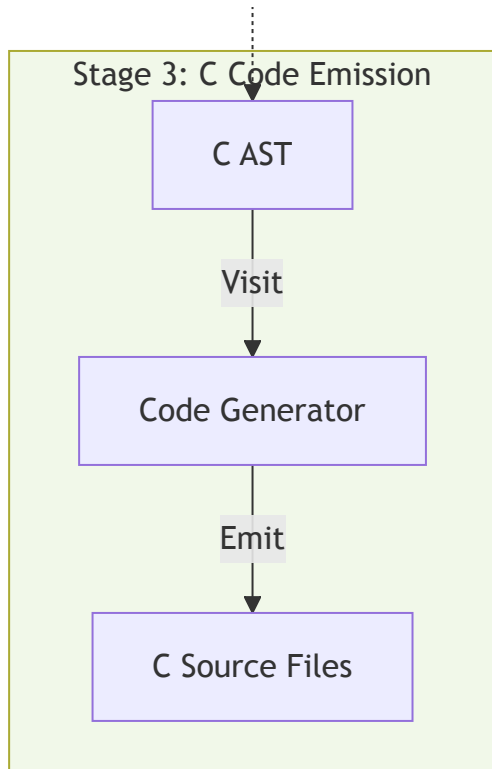 Stage 3: C Code Emission
C AST
Visit
Code Generator
Emit
C Source Files